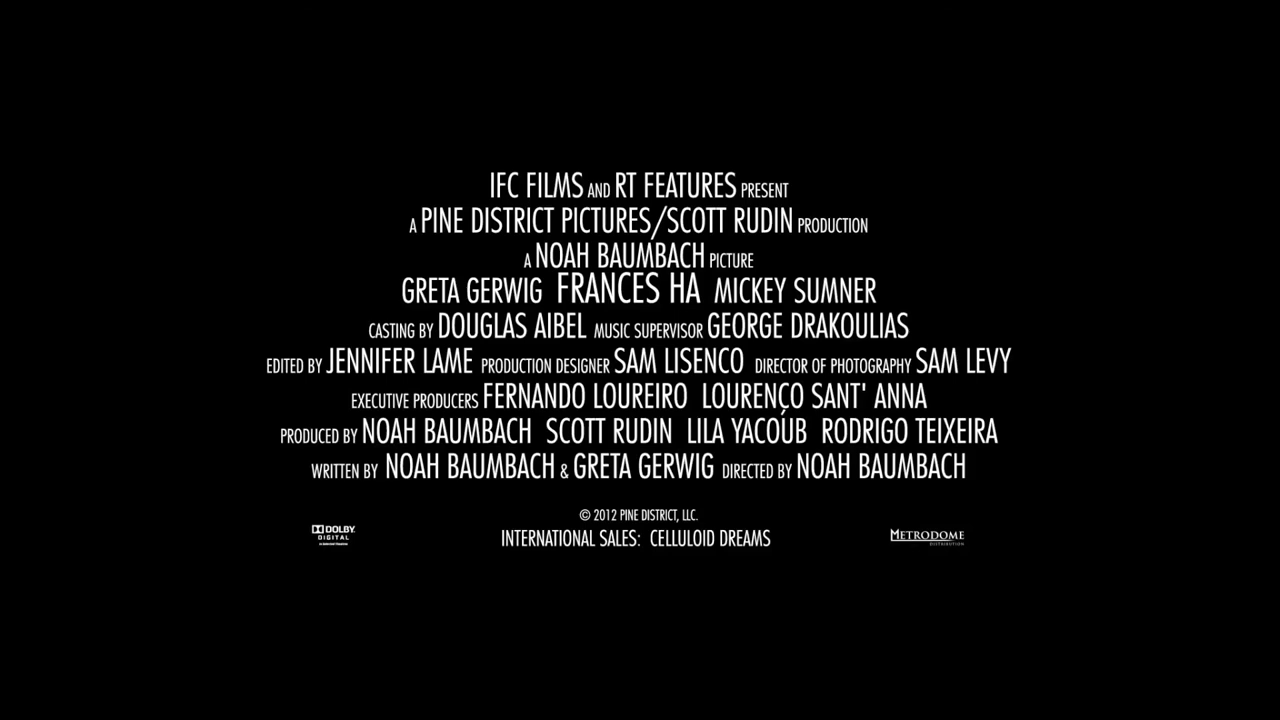 IFC FILMS AND RT FEATURES PRESENT
A PINE DISTRICT PICTURES/SCOTT RUDIN PRODUCTION
A NOAH BAUMBACH PICTURE
GRETA GERWIG FRANCES HA MICKEY SUMNER
CASTING BY DOUGLAS AIBEL MUSIC SUPERVISOR GEORGE DRAKOULIAS
EDITED BY JENNIFER LAME PRODUCTION DESIGNER SAM LISENCO DIRECTOR OF PHOTOGRAPHY SAM LEVY
EXECUTIVE PRODUCERS FERNANDO LOUREIRO LOURENÇO SANT' ANNA
PRODUCED BY NOAH BAUMBACH SCOTT RUDIN LILA YACOUB RODRIGO TEIXEIRA
WRITTEN BY NOAH BAUMBACH & GRETA GERWIG DIRECTED BY NOAH BAUMBACH
© 2012 PINE DISTRICT, LLC.
DOLBY
DIGITAL
INTERNATIONAL SALES: CELLULOID DREAMS
METRODOME
DISTRIBUTION